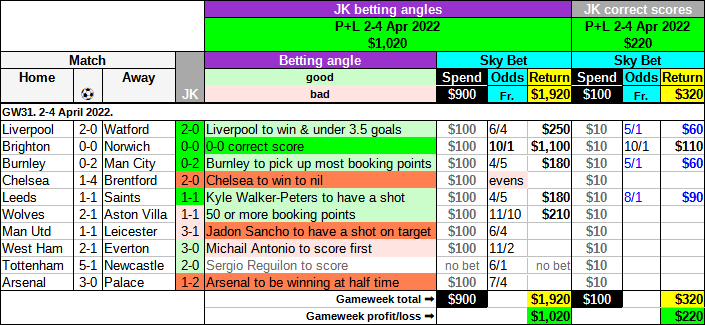 JK betting angles JK correct scores
P+L 2-4 Apr 2022 P+L 2-4 Apr 2022
$1,020 $220
Match Betting angle Sky Bet Sky Bet
Home Away good Spend Odds Return Spend Odds Return
JK bad $900 Fr. $1,920 $100 Fr. $320
GW31. 2-4 April 2022.
Liverpool 2-0 Watford 2-0 Liverpool to win & under 3.5 goals $100 6/4 $250 $10 5/1 $60
Brighton 0-0 Norwich 0-0 0-0 correct score $100 10/1 $1,100 $10 10/1 $110
Burnley 0-2 Man City 0-2 Burnley to pick up most booking points $100 4/5 $180 $10 5/1 $60
Chelsea 1-4 Brentford 2-0 Chelsea to win to nil $100 evens $10
Leeds 1-1 Saints 1-1 Kyle Walker-Peters to have a shot $100 4/5 $180 $10 8/1 $90
Wolves 2-1 Aston Villa 1-1 50 or more booking points $100 11/10 $210 $10
Man Utd 1-1 Leicester 3-1 Jadon Sancho to have a shot on target $100 6/4 $10
West Ham 2-1 Everton 3-0 Michail Antonio to score first $100 11/2 $10
Tottenham 5-1 Newcastle 2-0 Sergio Reguilon to score no bet 6/1 no bet $10
Arsenal 3-0 Palace 1-2 Arsenal to be winning at half time $100 7/4 $10
Gameweek total ➡ $900 $1,920 $100 $320
Gameweek profit/loss ➡ $1,020 $220